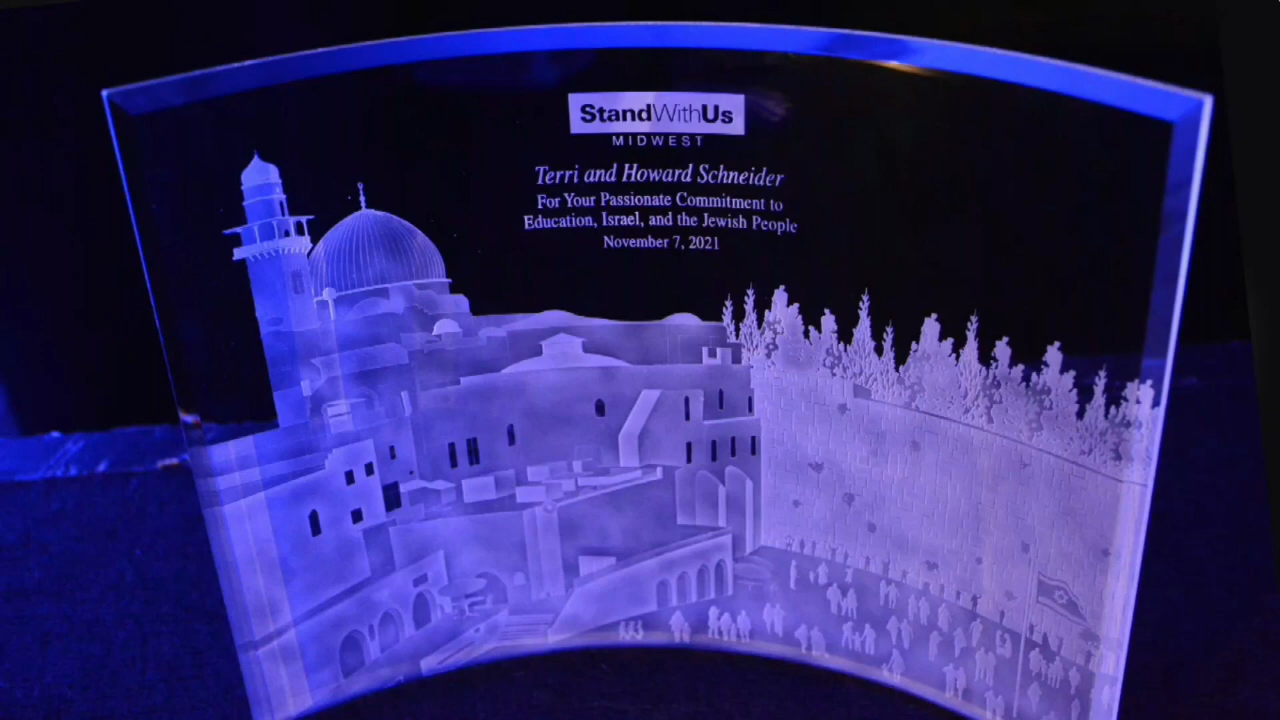 StandWithUs
MIDWEST
Terri and Howard Schneider
For Your Passionate Commitment to
Education, Israel, and the Jewish People
November 7, 2021